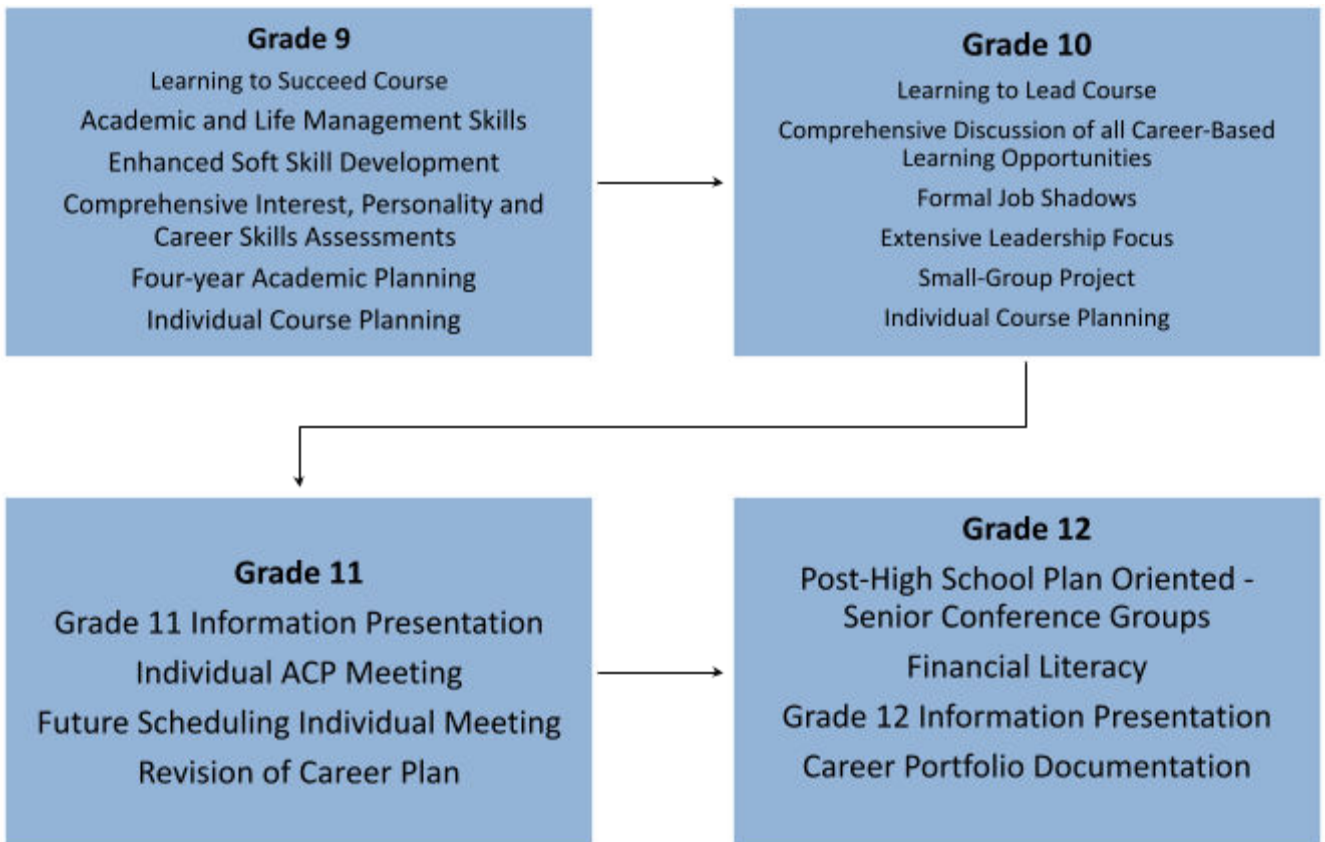 Grade 9
Learning to Succeed Course
Academic and Life Management Skills
Enhanced Soft Skill Development
Comprehensive Interest, Personality and
Career Skills Assessments
Four-year Academic Planning
Individual Course Planning
Grade 10
Learning to Lead Course
Comprehensive Discussion of all Career-Based
Learning Opportunities
Formal Job Shadows
Extensive Leadership Focus
Small-Group Project
Individual Course Planning
Grade 11
Grade 11 Information Presentation
Individual ACP Meeting
Future Scheduling Individual Meeting
Revision of Career Plan
Grade 12
Post-High School Plan Oriented -
Senior Conference Groups
Financial Literacy
Grade 12 Information Presentation
Career Portfolio Documentation